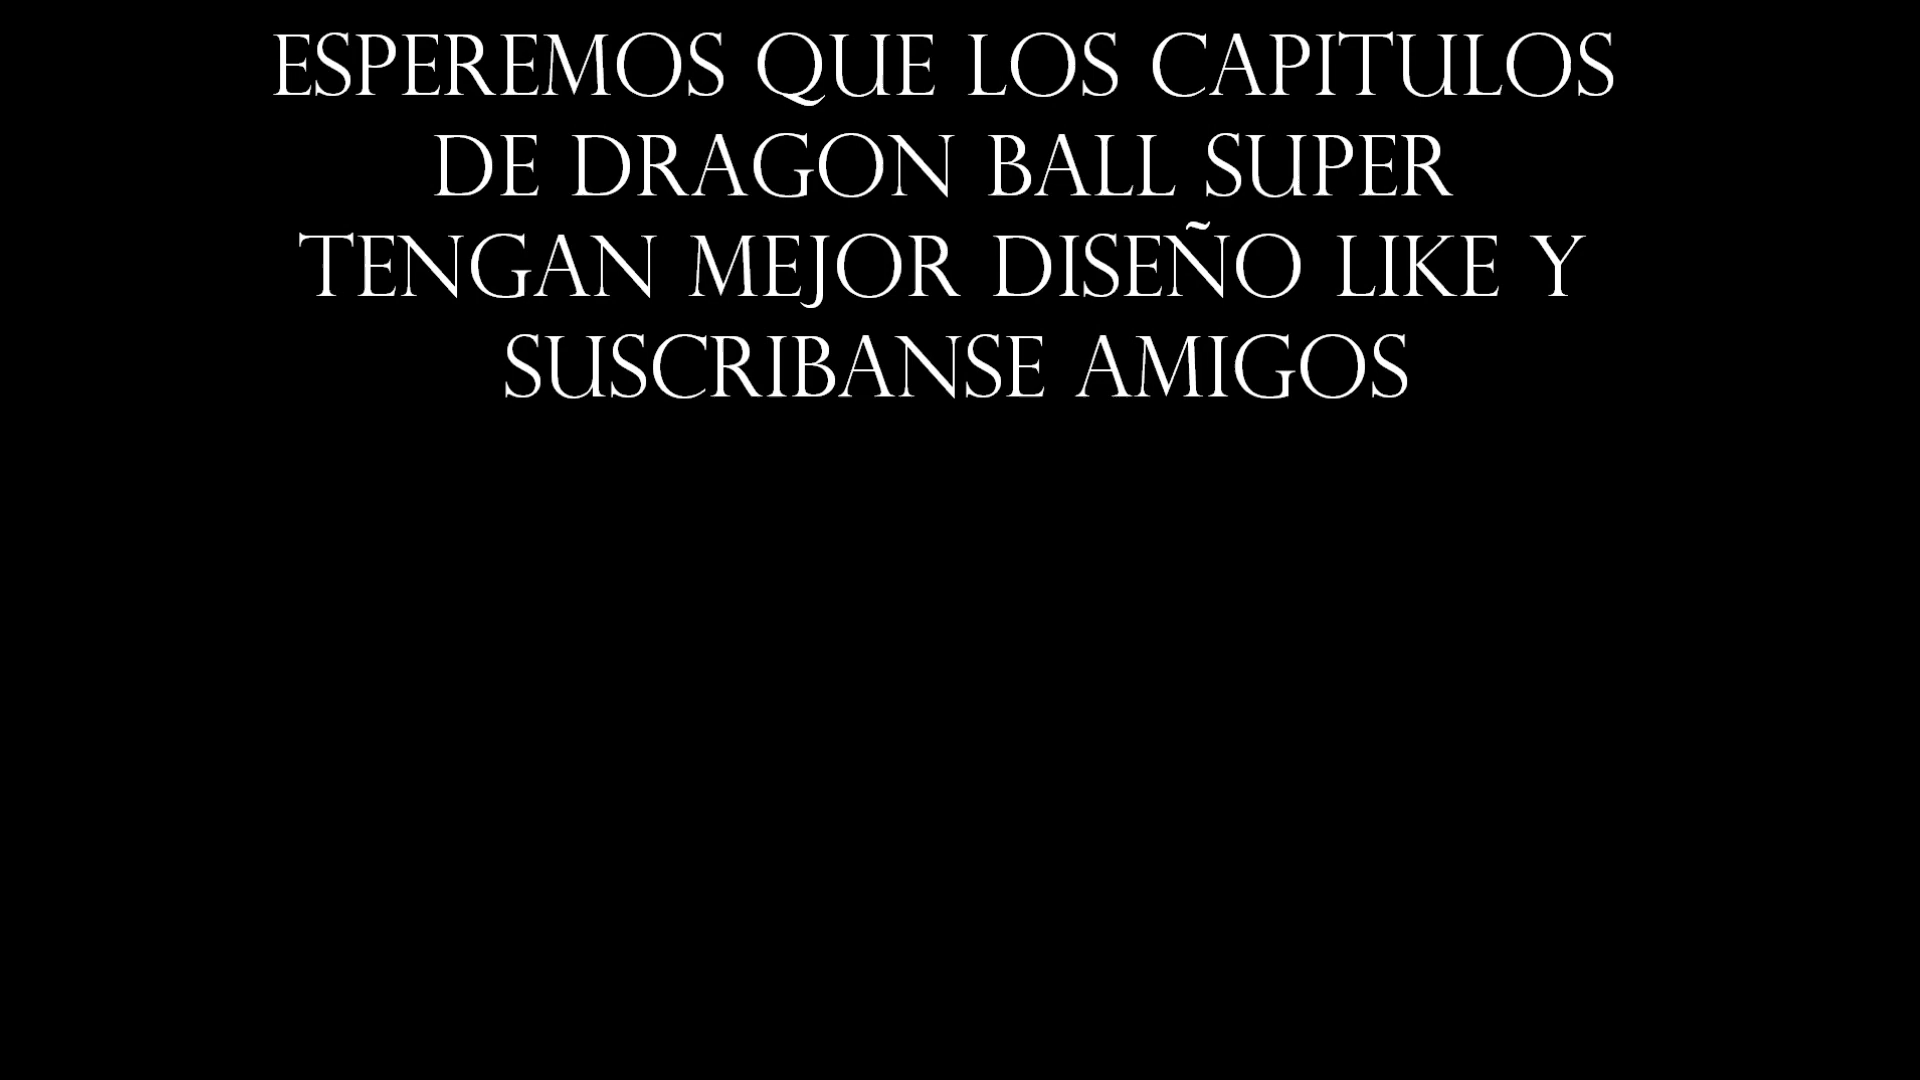 ESPEREMOS QUE LOS CAPITULOS
DE DRAGON BALL SUPER
TENGAN MEJOR DISEÑO LIKE Y
SUSCRIBANSE AMIGOS